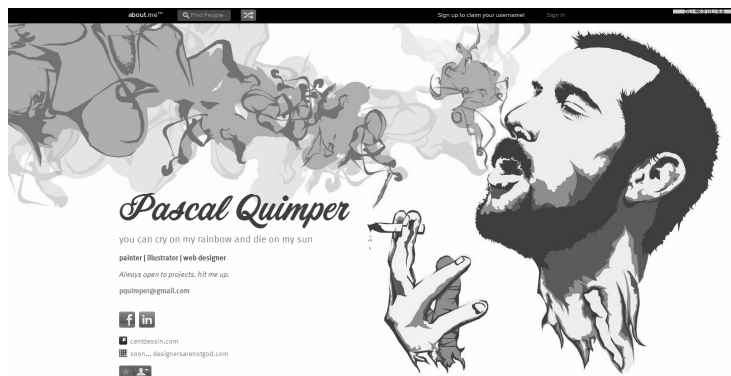 about.me™
Find People
Sign up to claim your username!
Sign In
Pascal Quimper
you can cry on my rainbow and die on my sun
painter | illustrator | web designer
Always open to projects. hit me up.
pquimper@gmail.com
f in
centdessin.com
soon... designersarenotgod.com